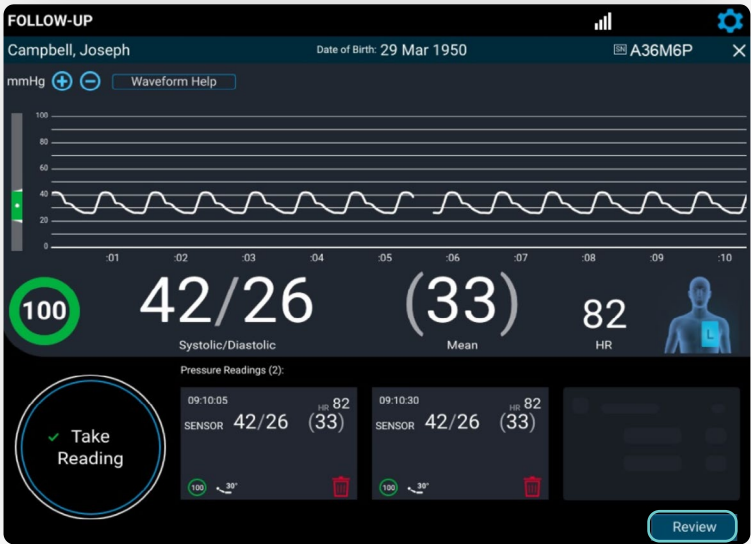 FOLLOW-UP
Campbell, Joseph Date of Birth: 29 Mar 1950 SN A36M6P
mmHg Waveform Help
100
80
60
40
20
0
:01 :02 :03 :04 :05 :06 :07 :08 :09 :10
100 42/26 (33) 82 L
Systolic/Diastolic Mean HR
Pressure Readings (2):
Take
Reading
09:10:05
SENSOR 42/26 (33) HR 82
100 30°
09:10:30
SENSOR 42/26 (33) HR 82
100 30°
Review